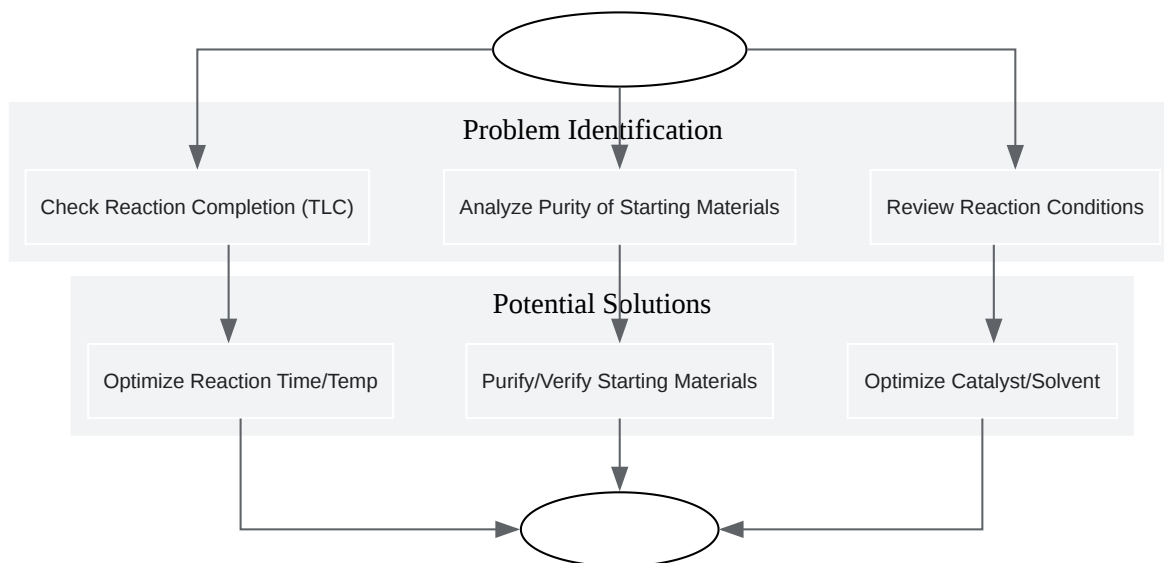 Problem Identification
Check Reaction Completion (TLC)
Analyze Purity of Starting Materials
Review Reaction Conditions
Potential Solutions
Optimize Reaction Time/Temp
Purify/Verify Starting Materials
Optimize Catalyst/Solvent